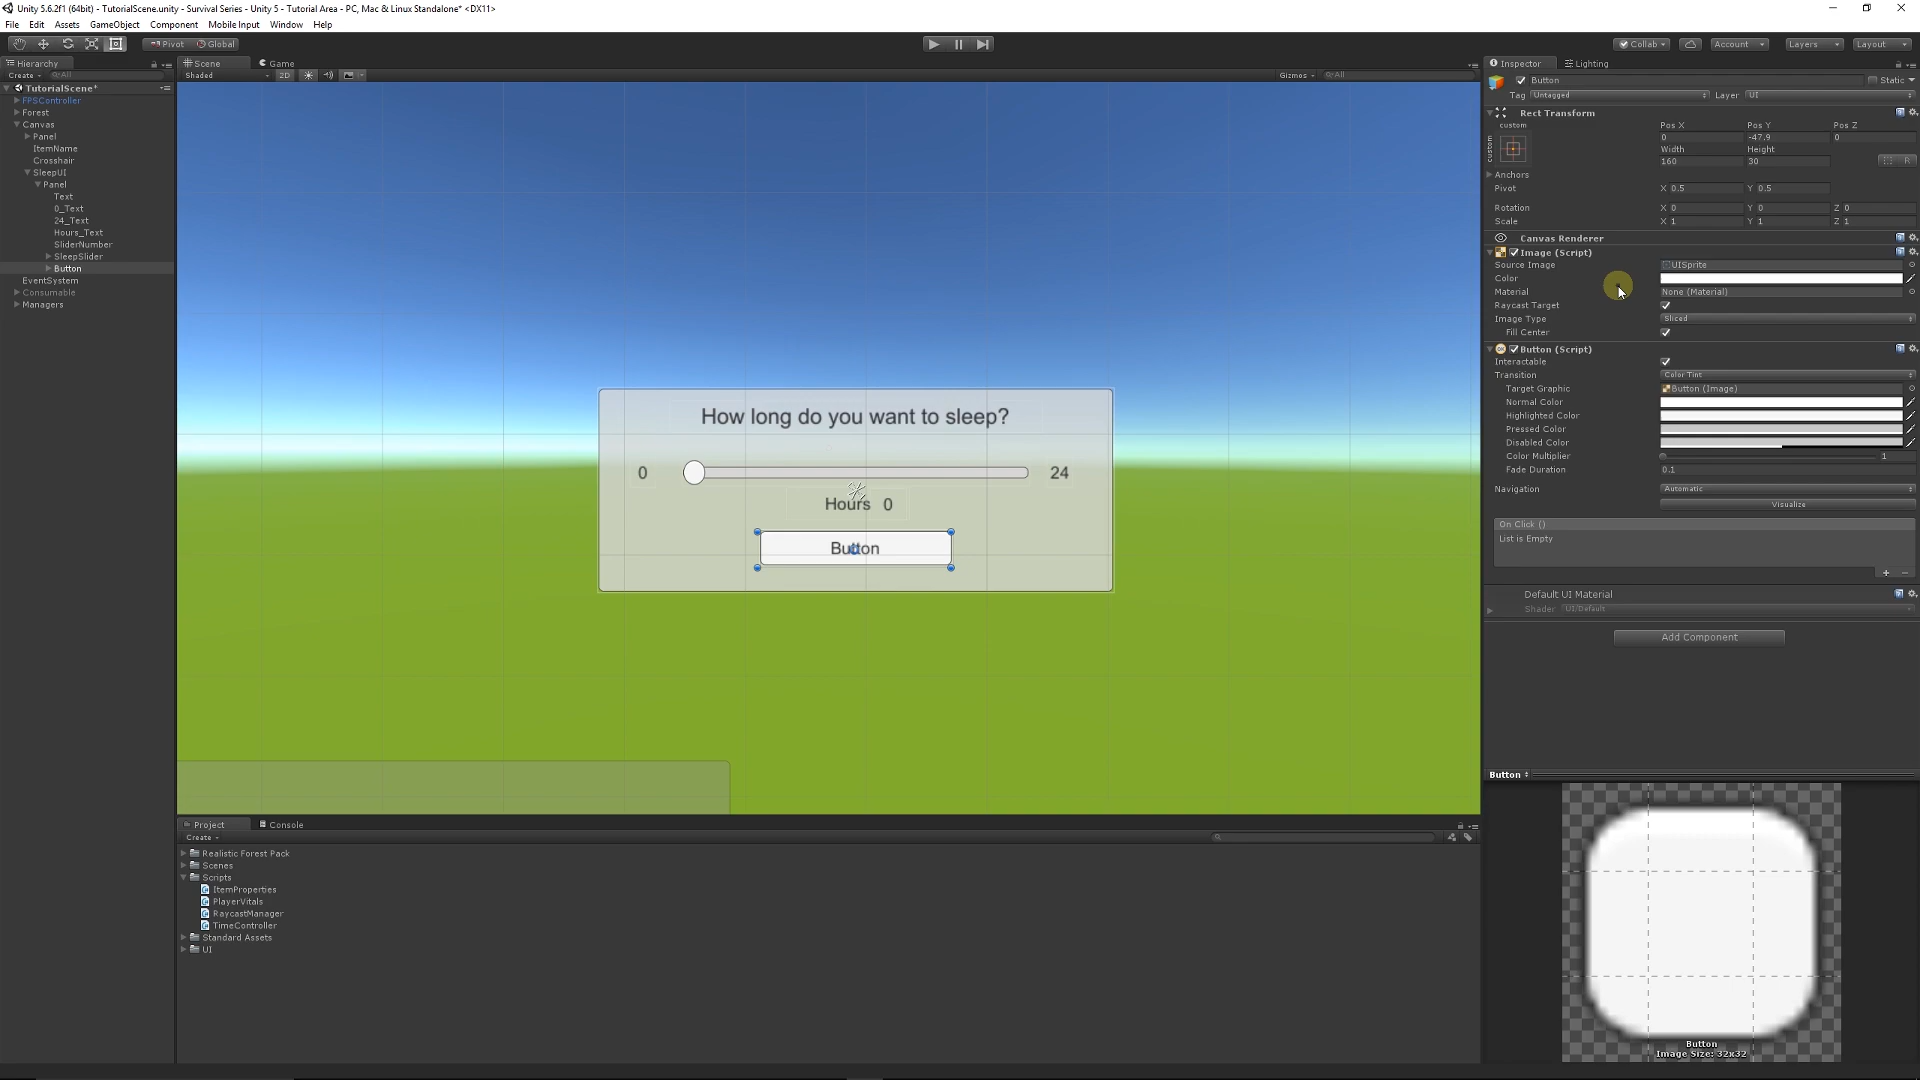 Unity 5.6.2f1 (64bit) - TutorialScene.unity - Survival Series - Unity 5 - Tutorial Area - PC, Mac & Linux Standalone* <DX11>
File Edit Assets GameObject Component Mobile Input Window Help
Pivot Global Collab Account Layers Layout
Hierarchy Scene Game Inspector Lighting
Create All Shaded 2D Gizmos All
TutorialScene*
FPSController
Forest
Canvas
Panel
ItemName
Crosshair
SleepUI
Panel
Text
0_Text
24_Text
Hours_Text
SliderNumber
SleepSlider
Button
EventSystem
Consumable
Managers
How long do you want to sleep?
0 24
Hours 0
Button
Button Static
Tag Untagged Layer UI
Rect Transform
custom Pos X Pos Y Pos Z
custom 0 -47.9 0
Width Height
160 30 R
Anchors
Pivot X 0.5 Y 0.5
Rotation X 0 Y 0 Z 0
Scale X 1 Y 1 Z 1
Canvas Renderer
Image (Script)
Source Image UISprite
Color
Material None (Material)
Raycast Target
Image Type Sliced
Fill Center
Button (Script)
Interactable
Transition Color Tint
Target Graphic Button (Image)
Normal Color
Highlighted Color
Pressed Color
Disabled Color
Color Multiplier 1
Fade Duration 0.1
Navigation Automatic
Visualize
On Click ()
List is Empty
Default UI Material
Shader UI/Default
Add Component
Button
Button
Image Size: 32x32
Project Console
Create
Realistic Forest Pack
Scenes
Scripts
ItemProperties
PlayerVitals
RaycastManager
TimeController
Standard Assets
UI